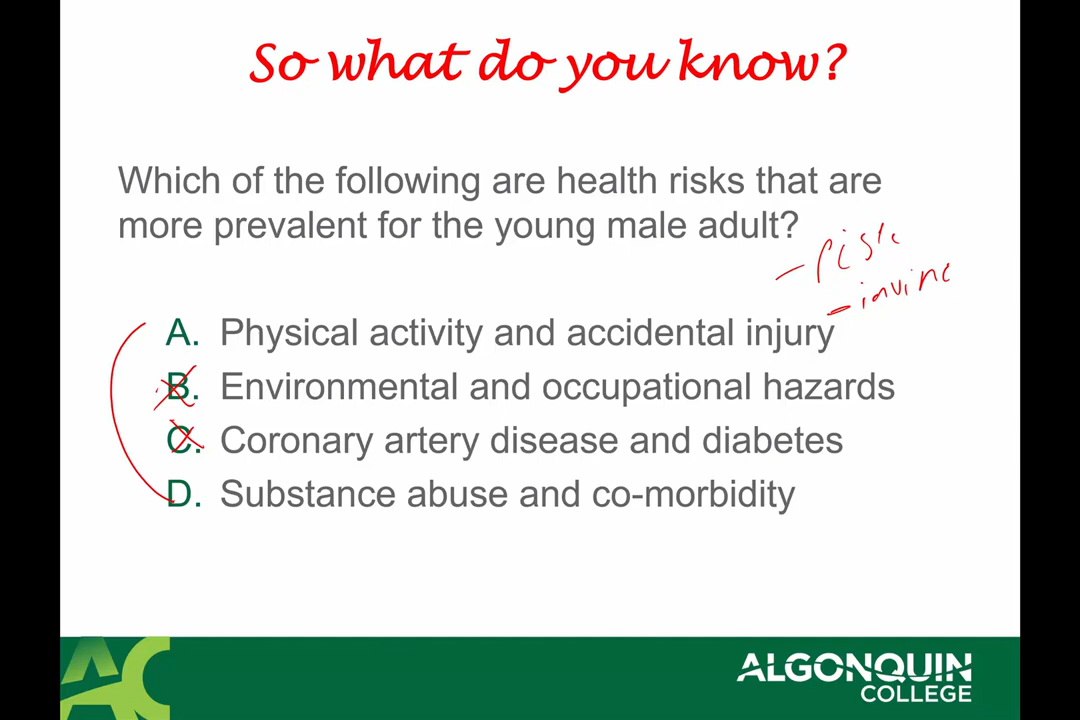 So what do you know?
Which of the following are health risks that are
more prevalent for the young male adult?
- risk
- invinc
A. Physical activity and accidental injury
B. Environmental and occupational hazards
C. Coronary artery disease and diabetes
D. Substance abuse and co-morbidity
AC
ALGONQUIN
COLLEGE